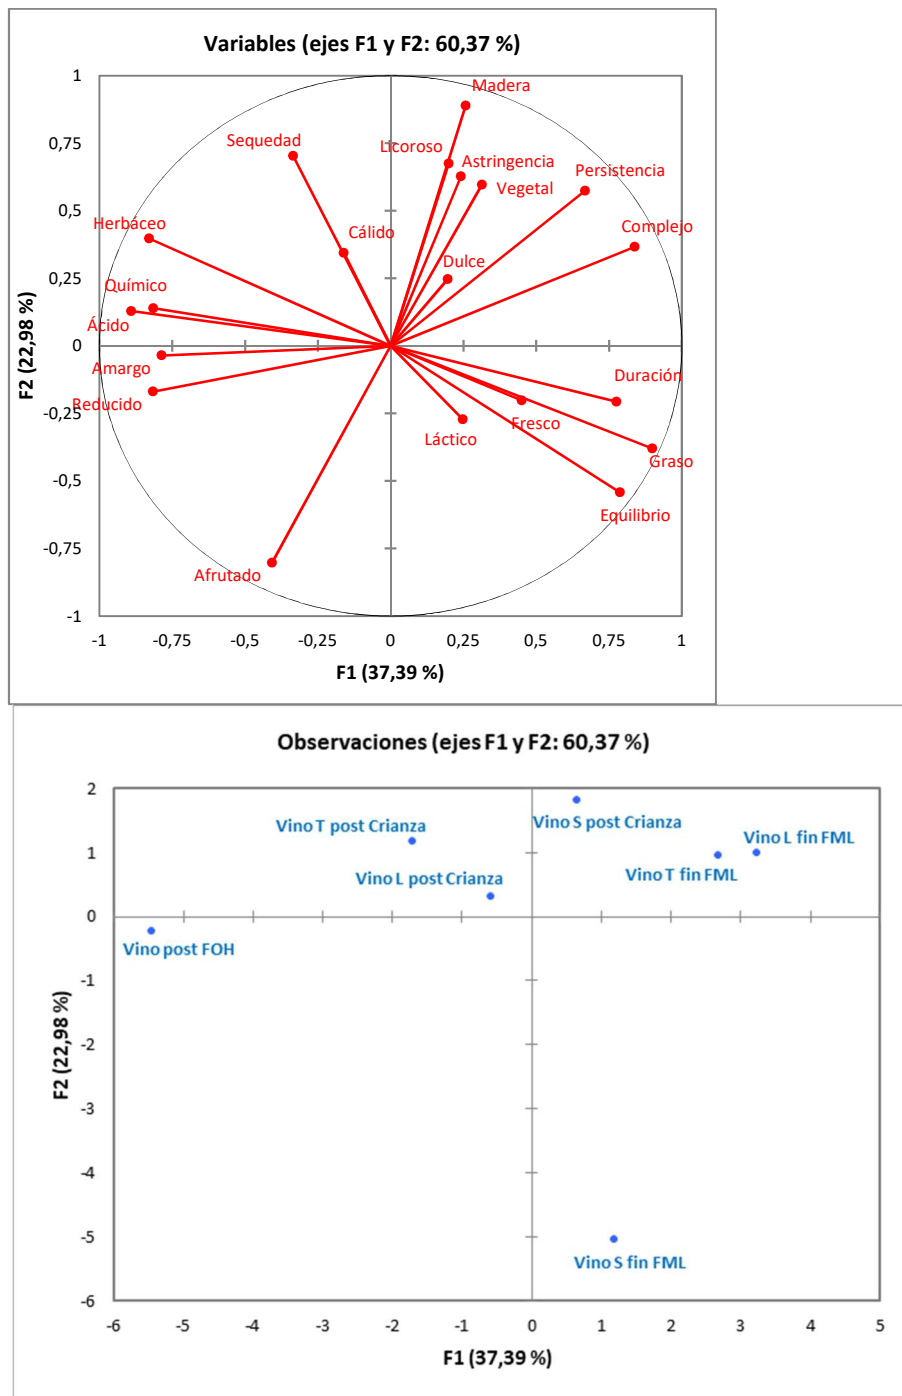 Variables (ejes F1 y F2: 60,37 %)
1
Madera
Sequedad
Licoroso
Astringencia
0,75
Persistencia
Vegetal
0,5
Herbáceo
Cálido
Complejo
Dulce
0,25
Químico
Ácido
0
Amargo
Duración
Reducido
-0,25
Fresco
Láctico
Graso
-0,5
Equilibrio
-0,75
Afrutado
-1
F2 (22,98 %)
-1 -0,75 -0,5 -0,25 0 0,25 0,5 0,75 1
F1 (37,39 %)
Observaciones (ejes F1 y F2: 60,37 %)
2
Vino T post Crianza
Vino S post Crianza
Vino L fin FML
1
Vino L post Crianza
Vino T fin FML
0
Vino post FOH
-1
-2
-3
-4
-5
Vino S fin FML
-6
F2 (22,98 %)
-6 -5 -4 -3 -2 -1 0 1 2 3 4 5
F1 (37,39 %)